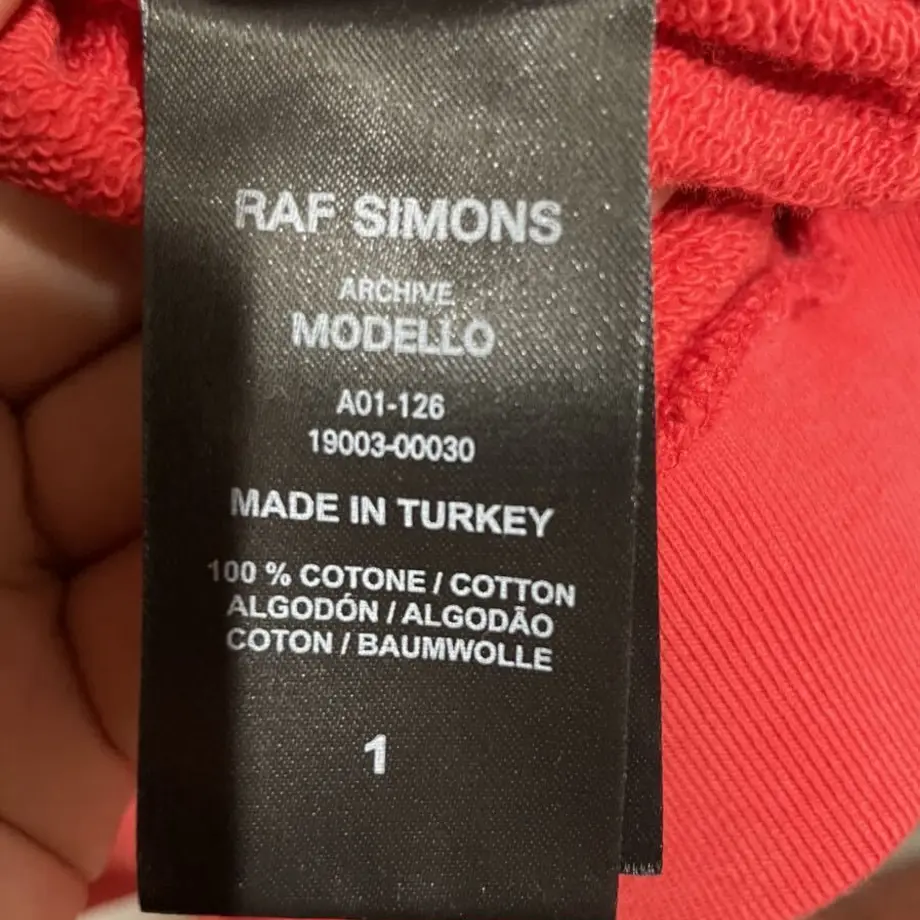 RAF SIMONS
ARCHIVE
MODELLO
A01-126
19003-00030
MADE IN TURKEY
100 % COTONE / COTTON
ALGODÓN / ALGODÃO
COTON / BAUMWOLLE
1